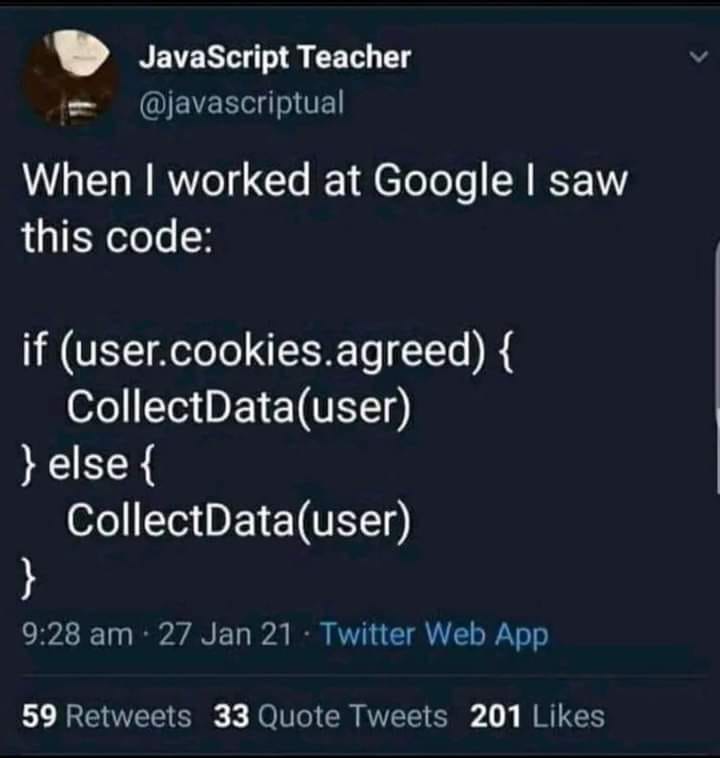 JavaScript Teacher
@javascriptual
When I worked at Google I saw
this code:
if (user.cookies.agreed) {
    CollectData(user)
} else {
    CollectData(user)
}
9:28 am · 27 Jan 21 · Twitter Web App
59 Retweets 33 Quote Tweets 201 Likes